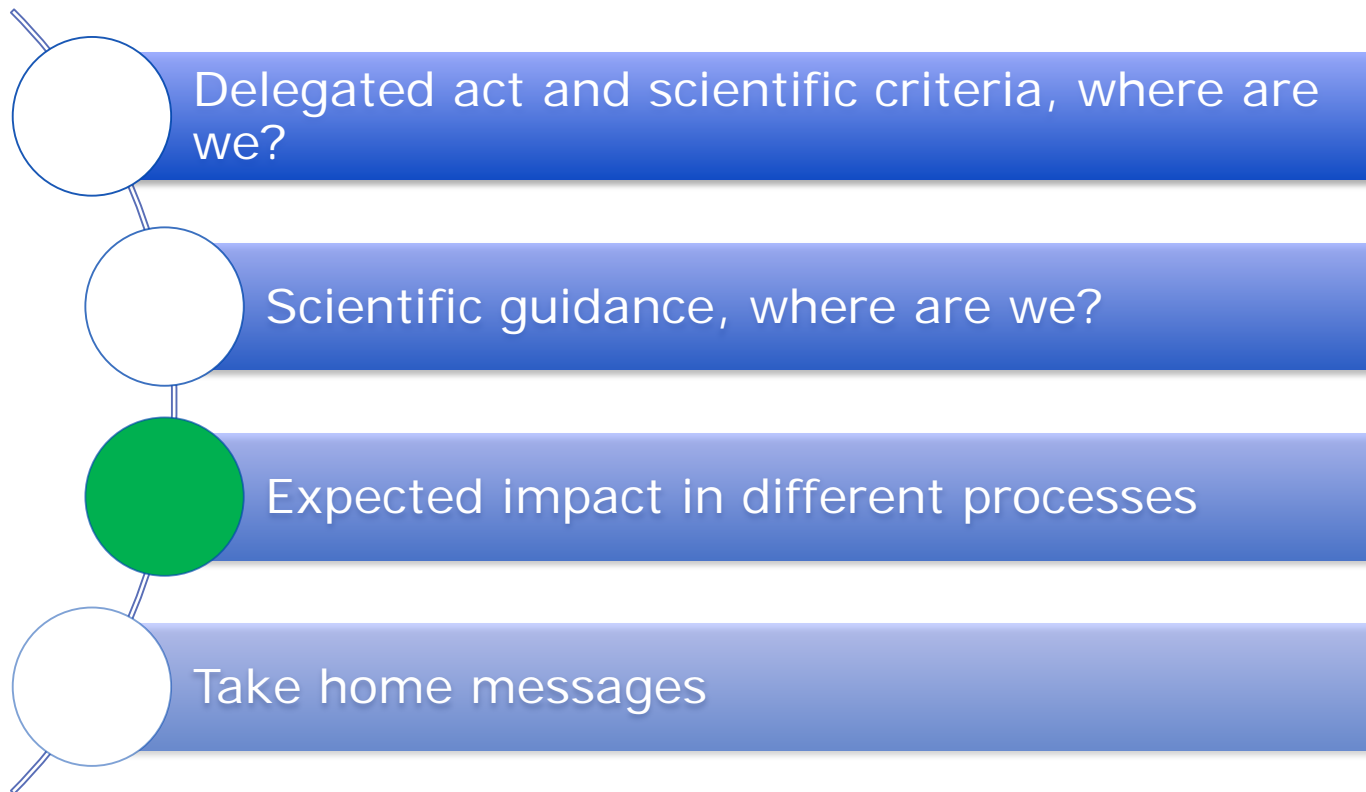 Delegated act and scientific criteria, where are
we?
Scientific guidance, where are we?
Expected impact in different processes
Take home messages